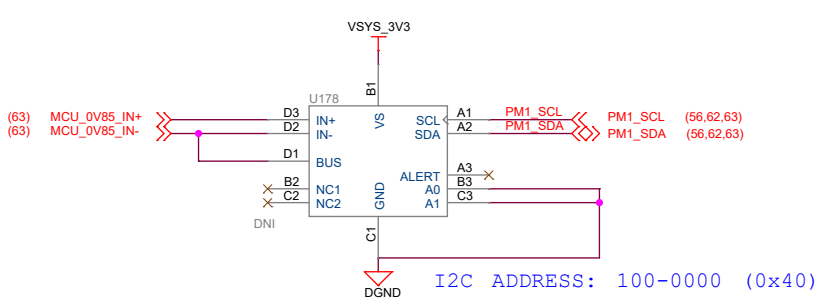 VSYS_3V3
U178
B1
VS
(63) MCU_0V85_IN+ D3 IN+ SCL A1 PM1_SCL PM1_SCL (56,62,63)
(63) MCU_0V85_IN- D2 IN- SDA A2 PM1_SDA PM1_SDA (56,62,63)
D1 BUS
ALERT A3
B2 NC1 A0 B3
C2 NC2 A1 C3
GND
DNI
C1
DGND
I2C ADDRESS: 100-0000 (0x40)